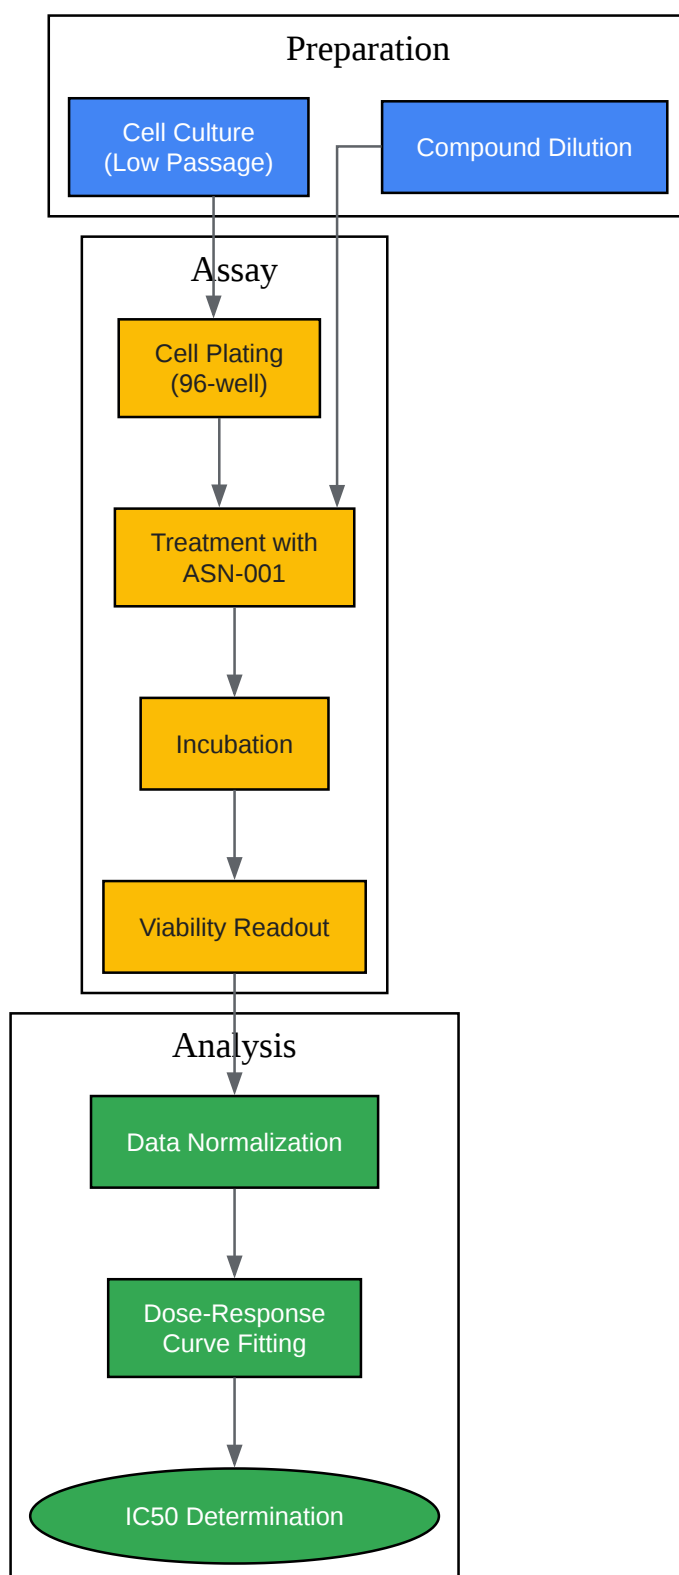 Preparation
Cell Culture
(Low Passage)
Compound Dilution
Assay
Cell Plating
(96-well)
Treatment with
ASN-001
Incubation
Viability Readout
Analysis
Data Normalization
Dose-Response
Curve Fitting
IC50 Determination